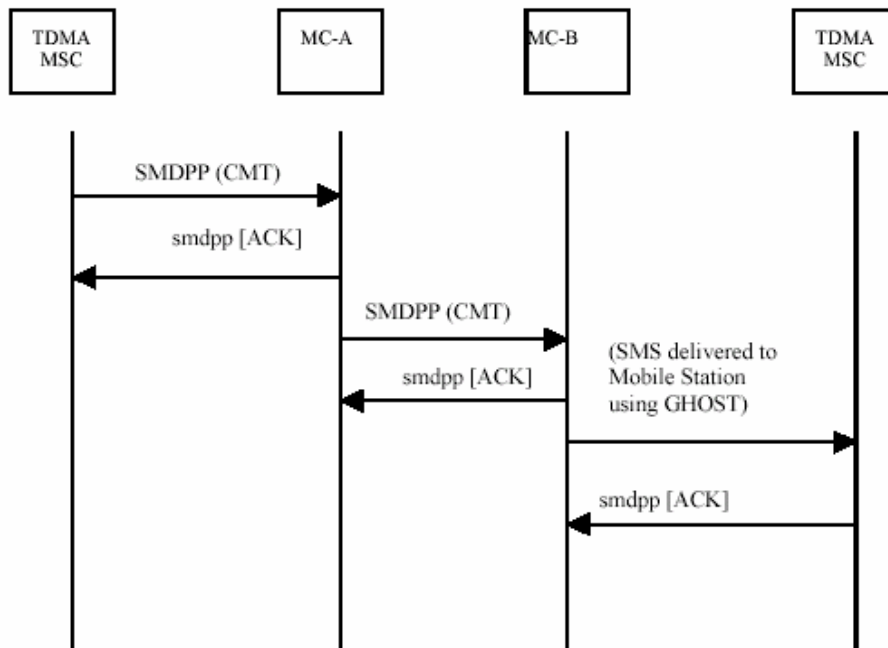 TDMA
MSC
MC-A
MC-B
TDMA
MSC
SMDPP (CMT)
smdpp [ACK]
SMDPP (CMT)
smdpp [ACK]
(SMS delivered to
Mobile Station
using GHOST)
smdpp [ACK]